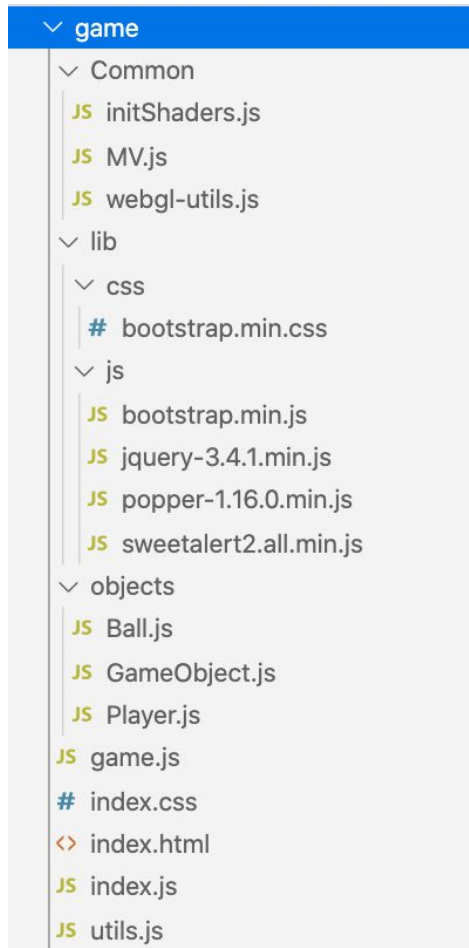 game
Common
JS initShaders.js
JS MV.js
JS webgl-utils.js
lib
css
# bootstrap.min.css
js
JS bootstrap.min.js
JS jquery-3.4.1.min.js
JS popper-1.16.0.min.js
JS sweetalert2.all.min.js
objects
JS Ball.js
JS GameObject.js
JS Player.js
JS game.js
# index.css
<> index.html
JS index.js
JS utils.js